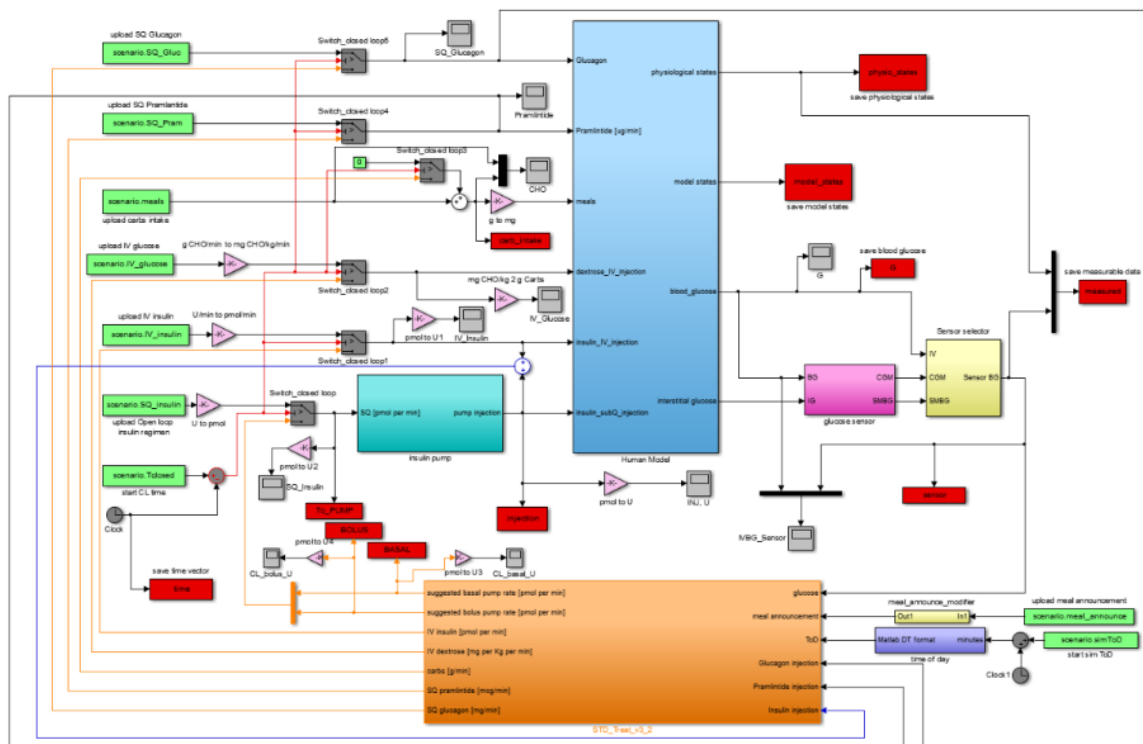 upload SQ Glucagon
scenario.SQ_Gluc
Switch_closed loop5
SQ_Glucagon
Glucagon
physiological states
physio_states
save physiological states
upload SQ Pramlantide
scenario.SQ_Pram
Switch_closed loop4
Pramlintide
Pramlintide [ug/min]
Switch_closed loop3
0
CHO
scenario.meals
upload carbs intake
-K-
g to mg
meals
carb_intake
model states
model_states
save model states
upload IV glucose
g CHO/min to mg CHO/kg/min
scenario.IV_glucose
-K-
Switch_closed loop2
dextrose_IV_injection
mg CHO/kg 2 g Carbs
-K-
IV_Glucose
blood_glucose
G
save blood glucose
G
save measurable data
measured
upload IV insulin
U/min to pmol/min
scenario.IV_insulin
-K-
Switch_closed loop1
-K-
pmol to U1
IV_Insulin
insulin_IV_injection
Sensor selector
IV
CGM
SMBG
Sensor BG
BG
IG
CGM
SMBG
glucose sensor
Switch_closed loop
scenario.SQ_insulin
-K-
U to pmol
upload Open loop
insulin regimen
SQ [pmol per min]
pump injection
insulin pump
insulin_subQ_injection
interstitial glucose
Human Model
-K-
pmol to U2
SQ_Insulin
scenario.Tclosed
start CL time
Clock
-K-
pmol to U
INJ_U
sensor
To_PUMP
injection
BOLUS
BASAL
IVBG_Sensor
pmol to U4
CL_bolus_U
-K-
pmol to U3
CL_basal_U
save time vector
time
suggested basal pump rate [pmol per min]
suggested bolus pump rate [pmol per min]
IV insulin [pmol per min]
IV dextrose [mg per Kg per min]
carbs [g/min]
SQ pramlintide [mcg/min]
SQ glucagon [mg/min]
glucose
meal announcement
ToD
Glucagon injection
Pramlintide injection
Insulin injection
STD_Treat_v3_2
meal_announce_modifier
Out1
In1
upload meal announcement
scenario.meal_announce
Matlab DT format
minutes
time of day
scenario.simToD
start sim ToD
Clock1